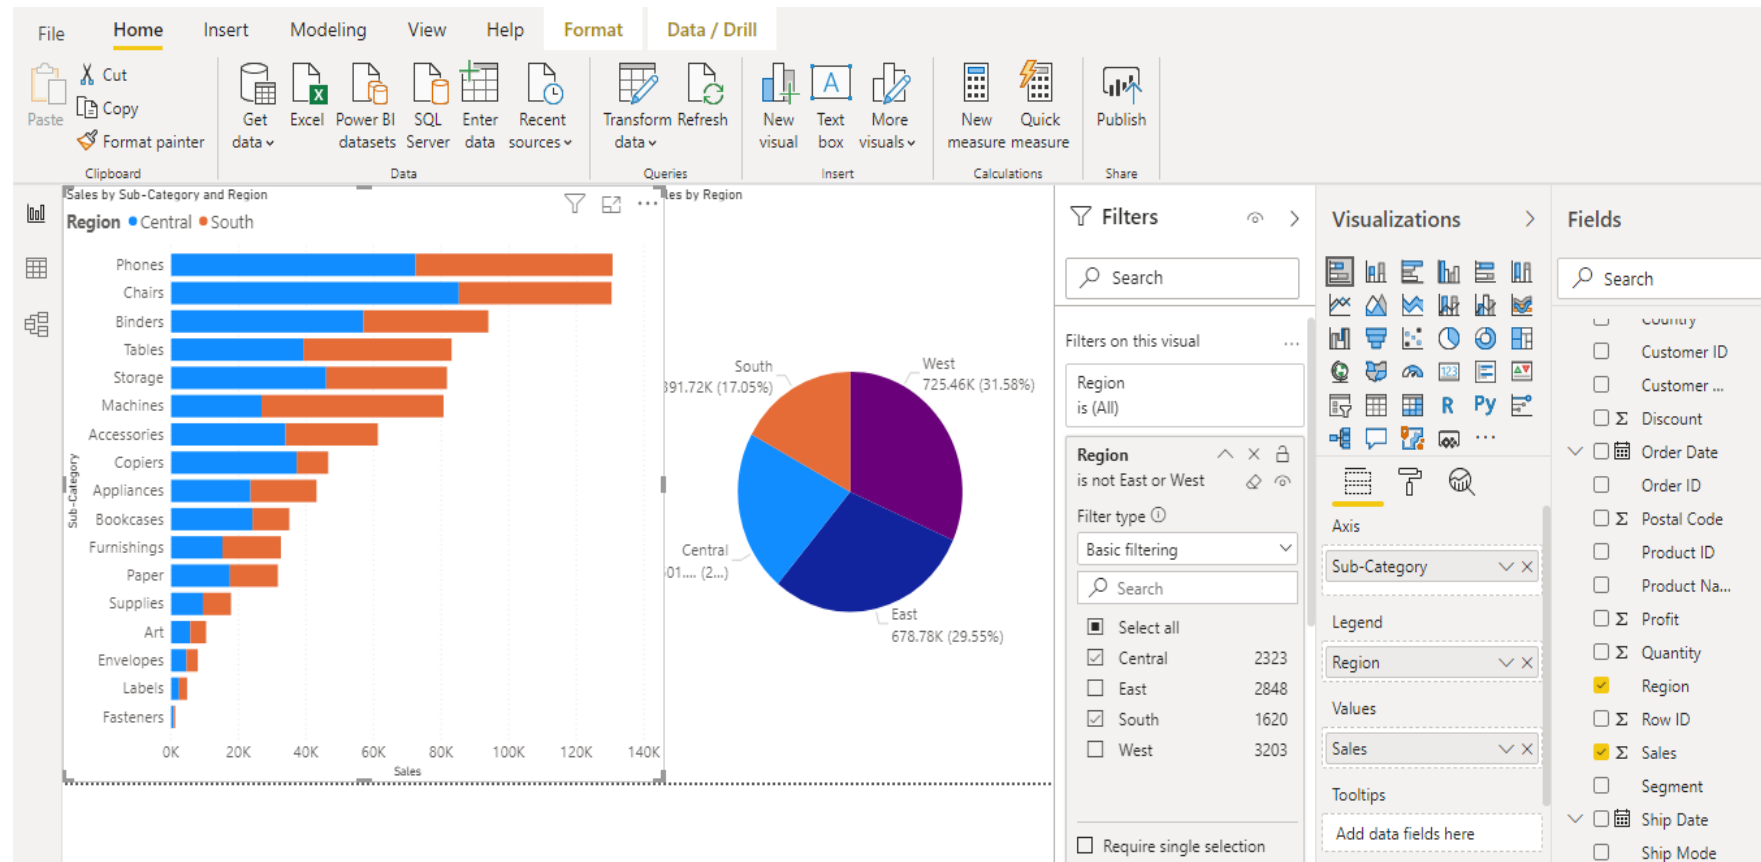 File Home Insert Modeling View Help Format Data / Drill
Paste
Cut
Copy
Format painter
Clipboard
Get data
Excel
Power BI datasets
SQL Server
Enter data
Recent sources
Data
Transform data
Refresh
Queries
New visual
Text box
More visuals
Insert
New measure
Quick measure
Calculations
Publish
Share
Sales by Sub-Category and Region
Region Central South
Sub-Category
Phones
Chairs
Binders
Tables
Storage
Machines
Accessories
Copiers
Appliances
Bookcases
Furnishings
Paper
Supplies
Art
Envelopes
Labels
Fasteners
0K 20K 40K 60K 80K 100K 120K 140K
Sales
les by Region
South
391.72K (17.05%)
West
725.46K (31.58%)
Central
01.... (2...)
East
678.78K (29.55%)
Filters
Search
Filters on this visual ...
Region
is (All)
Region
is not East or West
Filter type
Basic filtering
Search
Select all
Central 2323
East 2848
South 1620
West 3203
Require single selection
Visualizations
123
R Py
...
Axis
Sub-Category
Legend
Region
Values
Sales
Tooltips
Add data fields here
Fields
Search
Country
Customer ID
Customer ...
Σ Discount
Order Date
Order ID
Σ Postal Code
Product ID
Product Na...
Σ Profit
Σ Quantity
Region
Σ Row ID
Σ Sales
Segment
Ship Date
Ship Mode